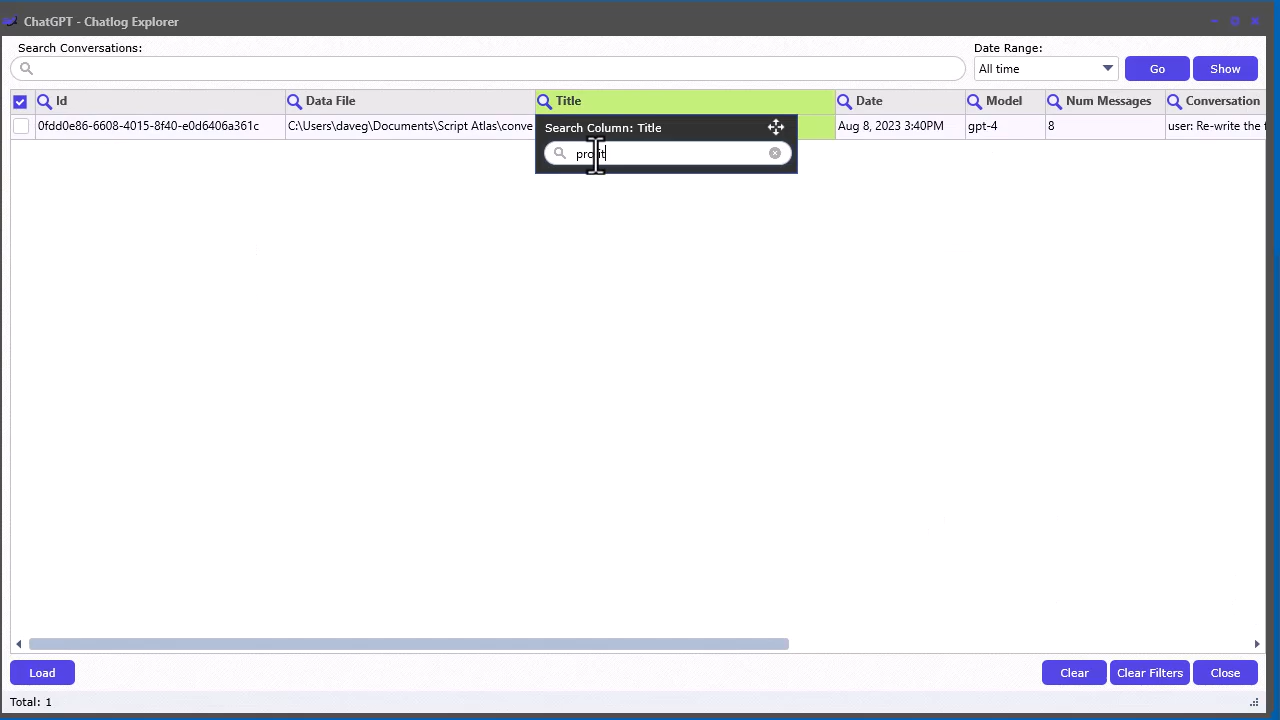 ChatGPT - Chatlog Explorer
Search Conversations:
Date Range:
All time
Go
Show
Id
Data File
Title
Date
Model
Num Messages
Conversation
0fdd0e86-6608-4015-8f40-e0d6406a361c
C:\Users\daveg\Documents\Script Atlas\conve
Aug 8, 2023 3:40PM
gpt-4
8
user: Re-write the
Search Column: Title
profit
Load
Clear
Clear Filters
Close
Total: 1